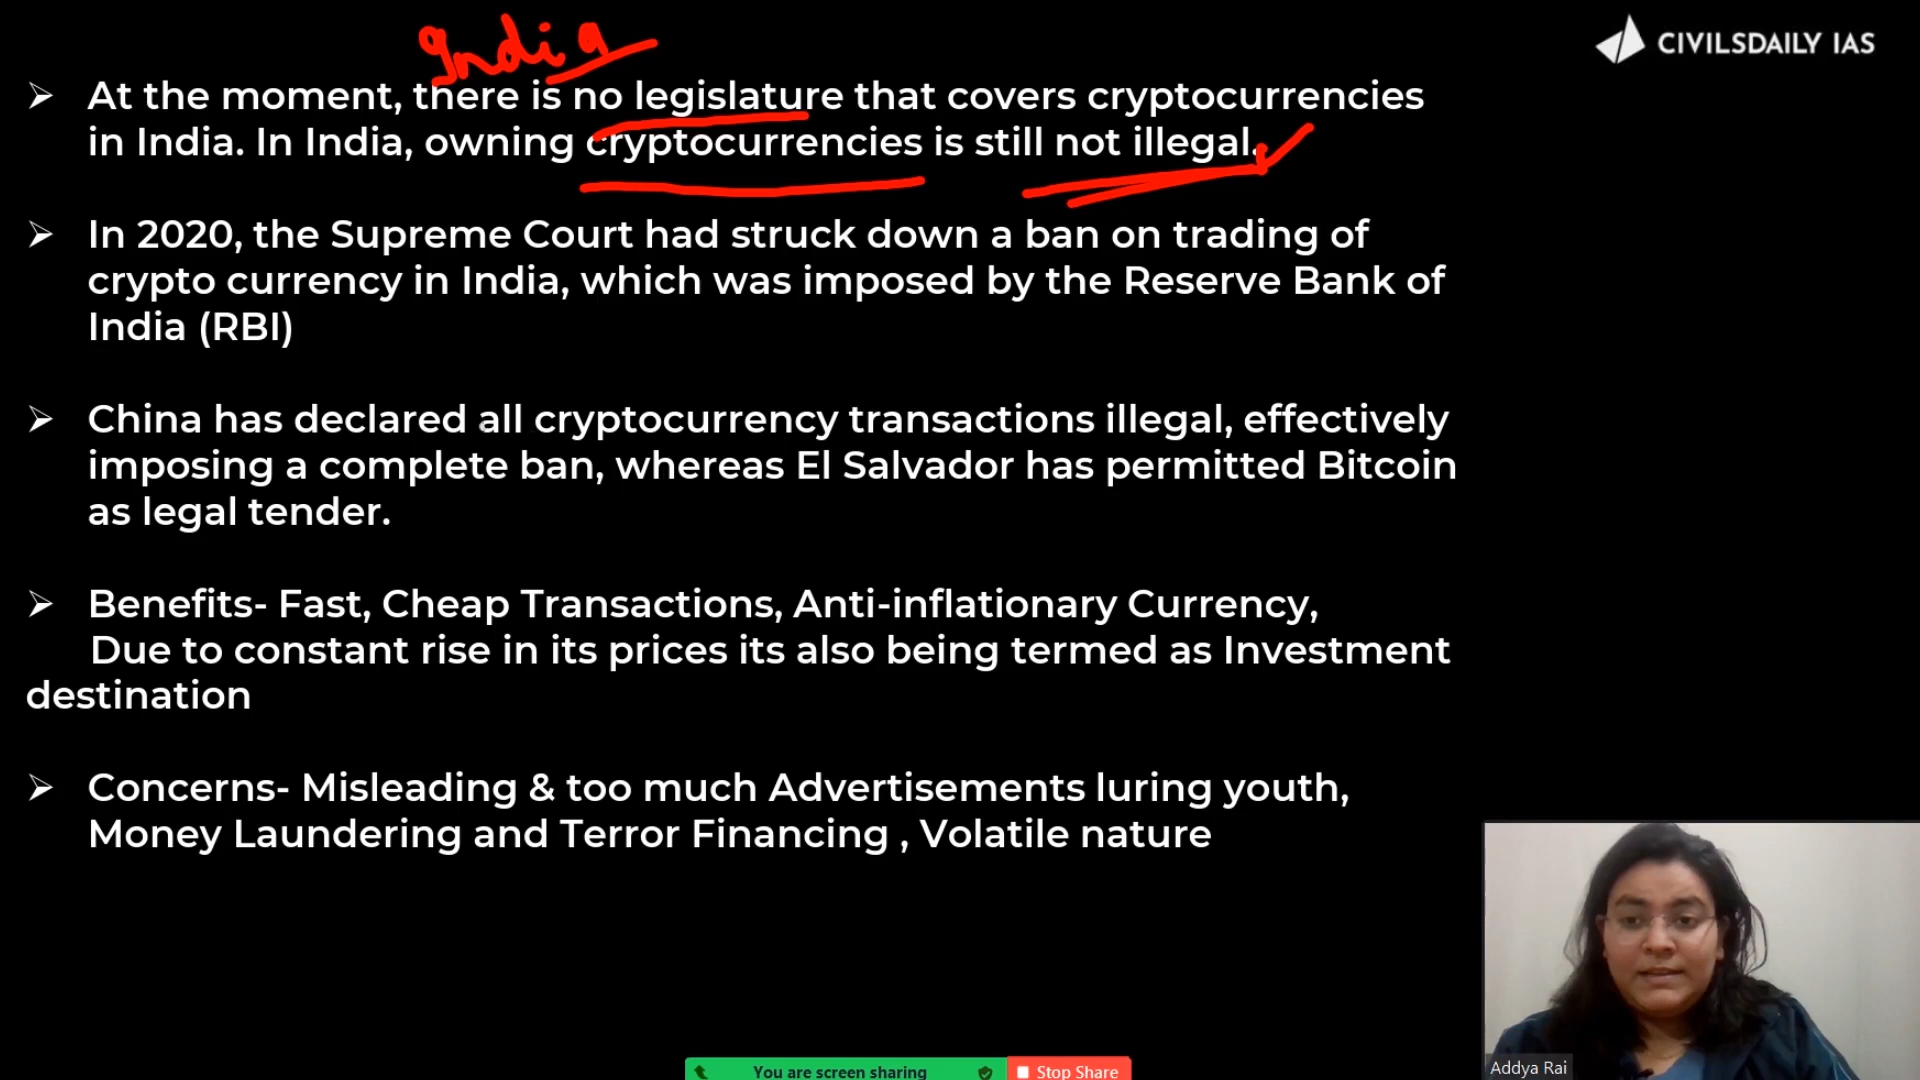 India
CIVILSDAILY IAS
➤ At the moment, there is no legislature that covers cryptocurrencies
in India. In India, owning cryptocurrencies is still not illegal.
➤ In 2020, the Supreme Court had struck down a ban on trading of
crypto currency in India, which was imposed by the Reserve Bank of
India (RBI)
➤ China has declared all cryptocurrency transactions illegal, effectively
imposing a complete ban, whereas El Salvador has permitted Bitcoin
as legal tender.
➤ Benefits- Fast, Cheap Transactions, Anti-inflationary Currency,
Due to constant rise in its prices its also being termed as Investment
destination
➤ Concerns- Misleading & too much Advertisements luring youth,
Money Laundering and Terror Financing , Volatile nature
Addya Rai
You are screen sharing
Stop Share